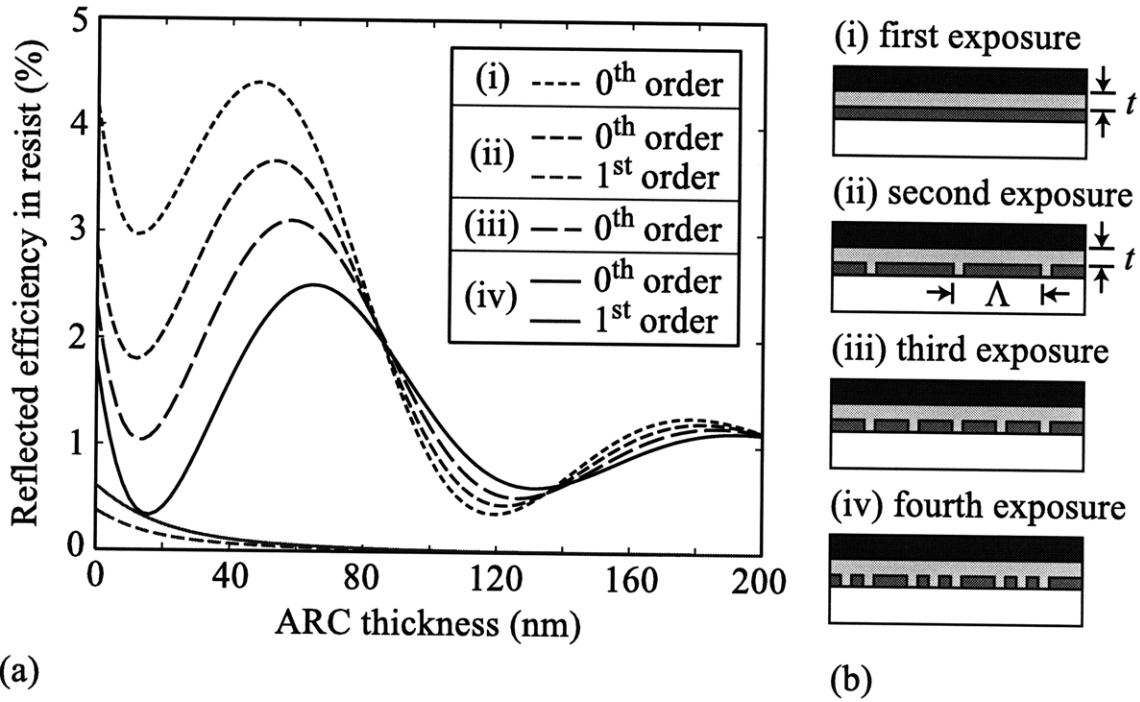 Reflected efficiency in resist (%)
5
4
3
2
1
0
0 40 80 120 160 200
ARC thickness (nm)
(i) 0th order
(ii) 0th order
1st order
(iii) 0th order
(iv) 0th order
1st order
(a)
(i) first exposure
t
(ii) second exposure
t
Λ
(iii) third exposure
(iv) fourth exposure
(b)